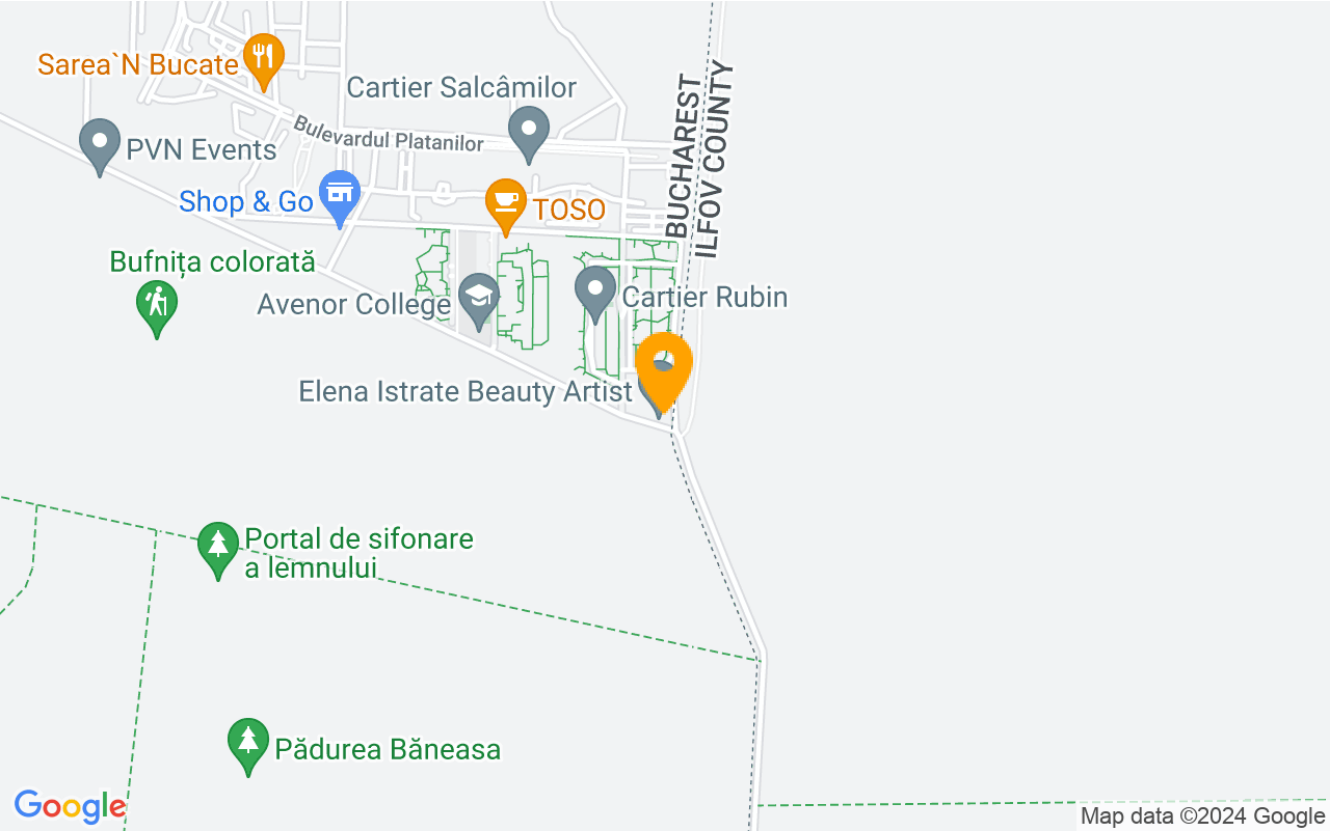 Sarea`N Bucate
Cartier Salcâmilor
Bulevardul Platanilor
PVN Events
BUCHAREST
ILFOV COUNTY
Shop & Go
TOSO
Bufnița colorată
Avenor College
Cartier Rubin
Elena Istrate Beauty Artist
Portal de sifonare
a lemnului
Pădurea Băneasa
Google
Map data ©2024 Google